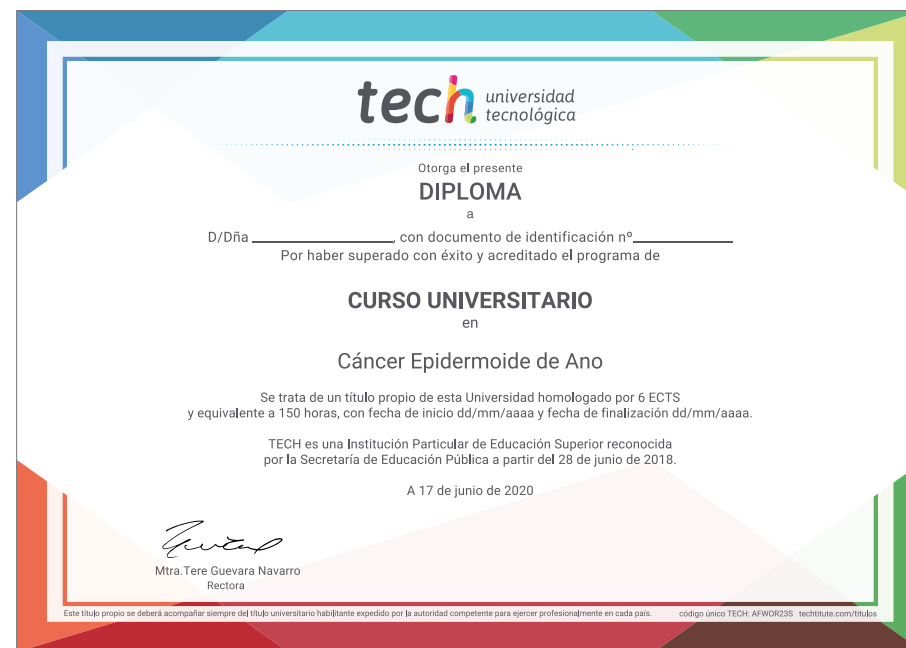 tech universidad
tecnológica
Otorga el presente
DIPLOMA
a
D/Dña ____________________, con documento de identificación nº______________
Por haber superado con éxito y acreditado el programa de
CURSO UNIVERSITARIO
en
Cáncer Epidermoide de Ano
Se trata de un título propio de esta Universidad homologado por 6 ECTS
y equivalente a 150 horas, con fecha de inicio dd/mm/aaaa y fecha de finalización dd/mm/aaaa.
TECH es una Institución Particular de Educación Superior reconocida
por la Secretaría de Educación Pública a partir del 28 de junio de 2018.
A 17 de junio de 2020
Mtra.Tere Guevara Navarro
Rectora
Este título propio se deberá acompañar siempre del título universitario habilitante expedido por la autoridad competente para ejercer profesionalmente en cada país. código único TECH: AFWOR23S techtitute.com/titulos